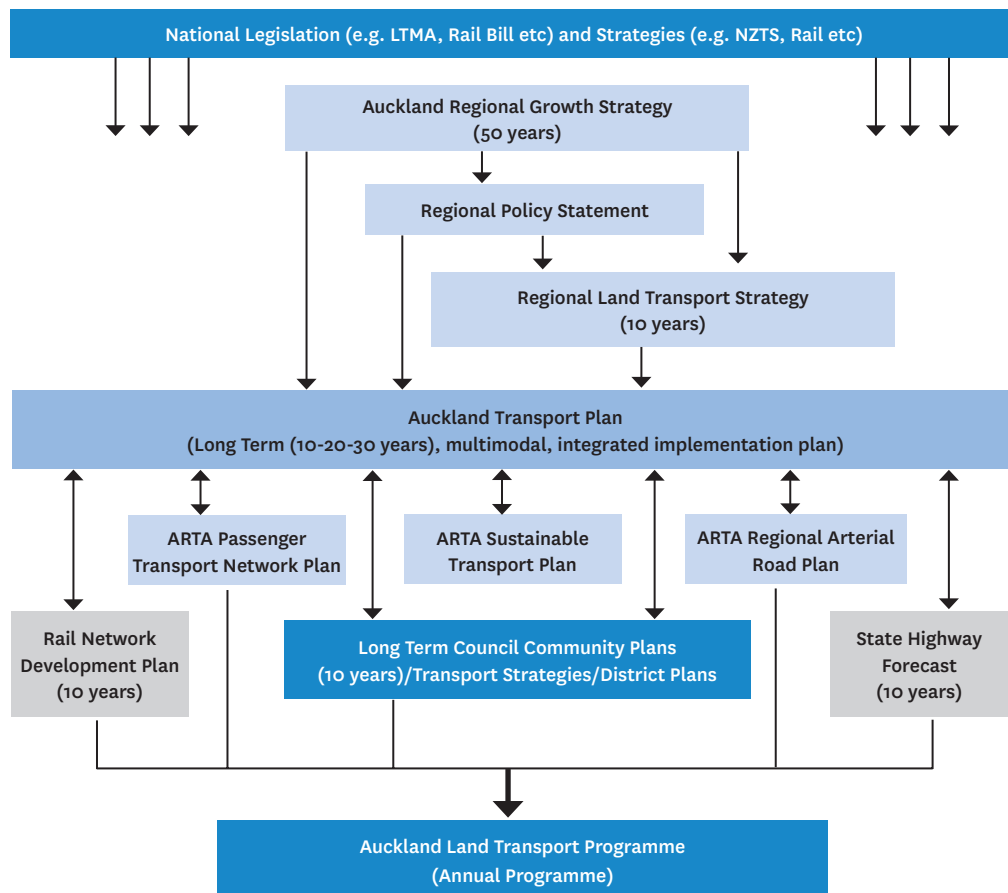 National Legislation (e.g. LTMA, Rail Bill etc) and Strategies (e.g. NZTS, Rail etc)
Auckland Regional Growth Strategy
(50 years)
Regional Policy Statement
Regional Land Transport Strategy
(10 years)
Auckland Transport Plan
(Long Term (10-20-30 years), multimodal, integrated implementation plan)
ARTA Passenger
Transport Network Plan
ARTA Sustainable
Transport Plan
ARTA Regional Arterial
Road Plan
Rail Network
Development Plan
(10 years)
Long Term Council Community Plans
(10 years)/Transport Strategies/District Plans
State Highway
Forecast
(10 years)
Auckland Land Transport Programme
(Annual Programme)